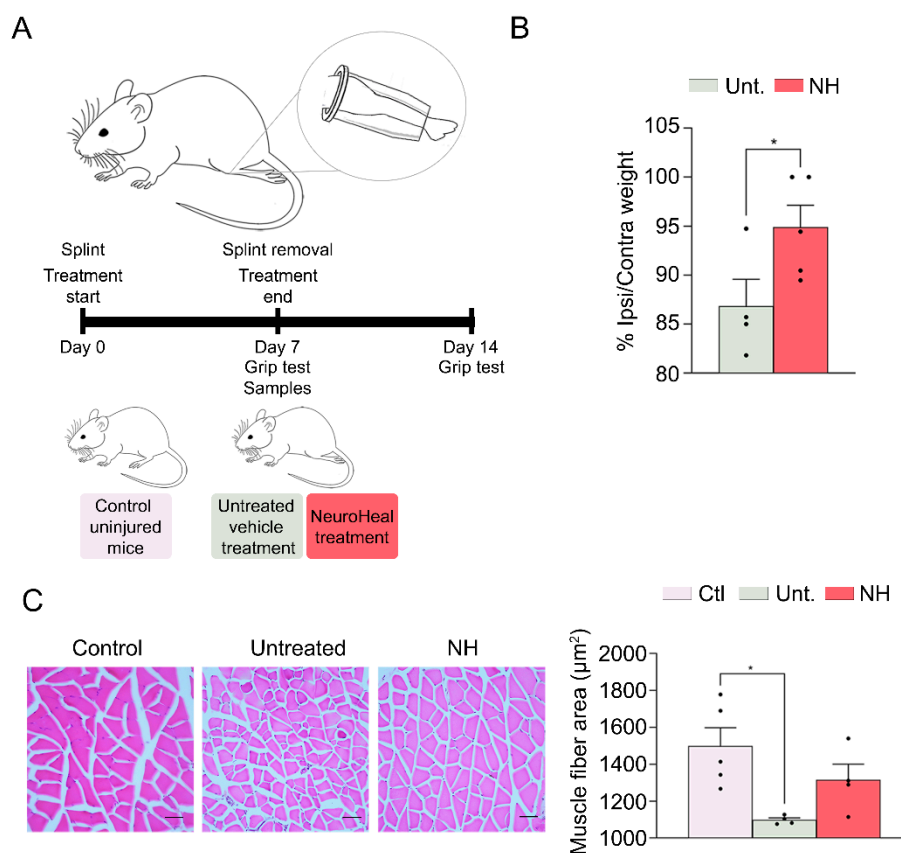 A
Splint
Treatment
start
Splint removal
Treatment
end
Day 0
Day 7
Grip test
Samples
Day 14
Grip test
Control
uninjured
mice
Untreated
vehicle
treatment
NeuroHeal
treatment
B
Unt.
NH
% Ipsi/Contra weight
105
100
95
90
85
80
*
C
Control
Untreated
NH
Ctl
Unt.
NH
Muscle fiber area (µm²)
2000
1800
1600
1400
1200
1000
*